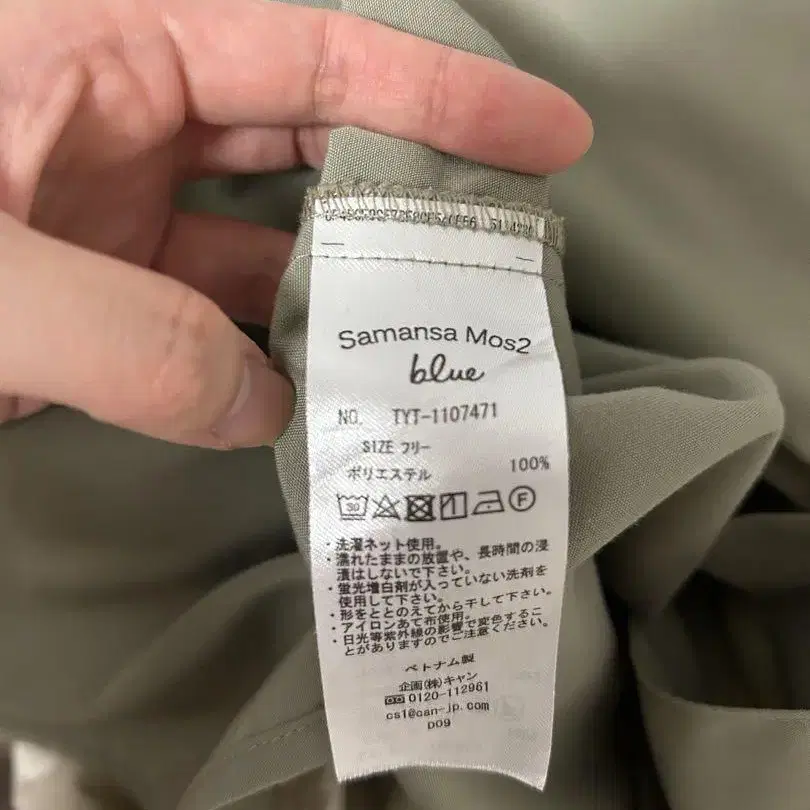 Samansa Mos2
blue
NO. TYT-1107471
SIZE フリー
ポリエステル 100%
30 F
・洗濯ネット使用。
・濡れたままの放置や、長時間の浸
漬はしないで下さい。
・蛍光増白剤が入っていない洗剤を
使用して下さい。
・形をととのえてから干して下さい。
・アイロンあて布使用。
・日光等紫外線の影響で変色するこ
とがありますのでご注意ください。
ベトナム製
企画(株)キャン
0120-112961
cs1@can-jp.com
D09